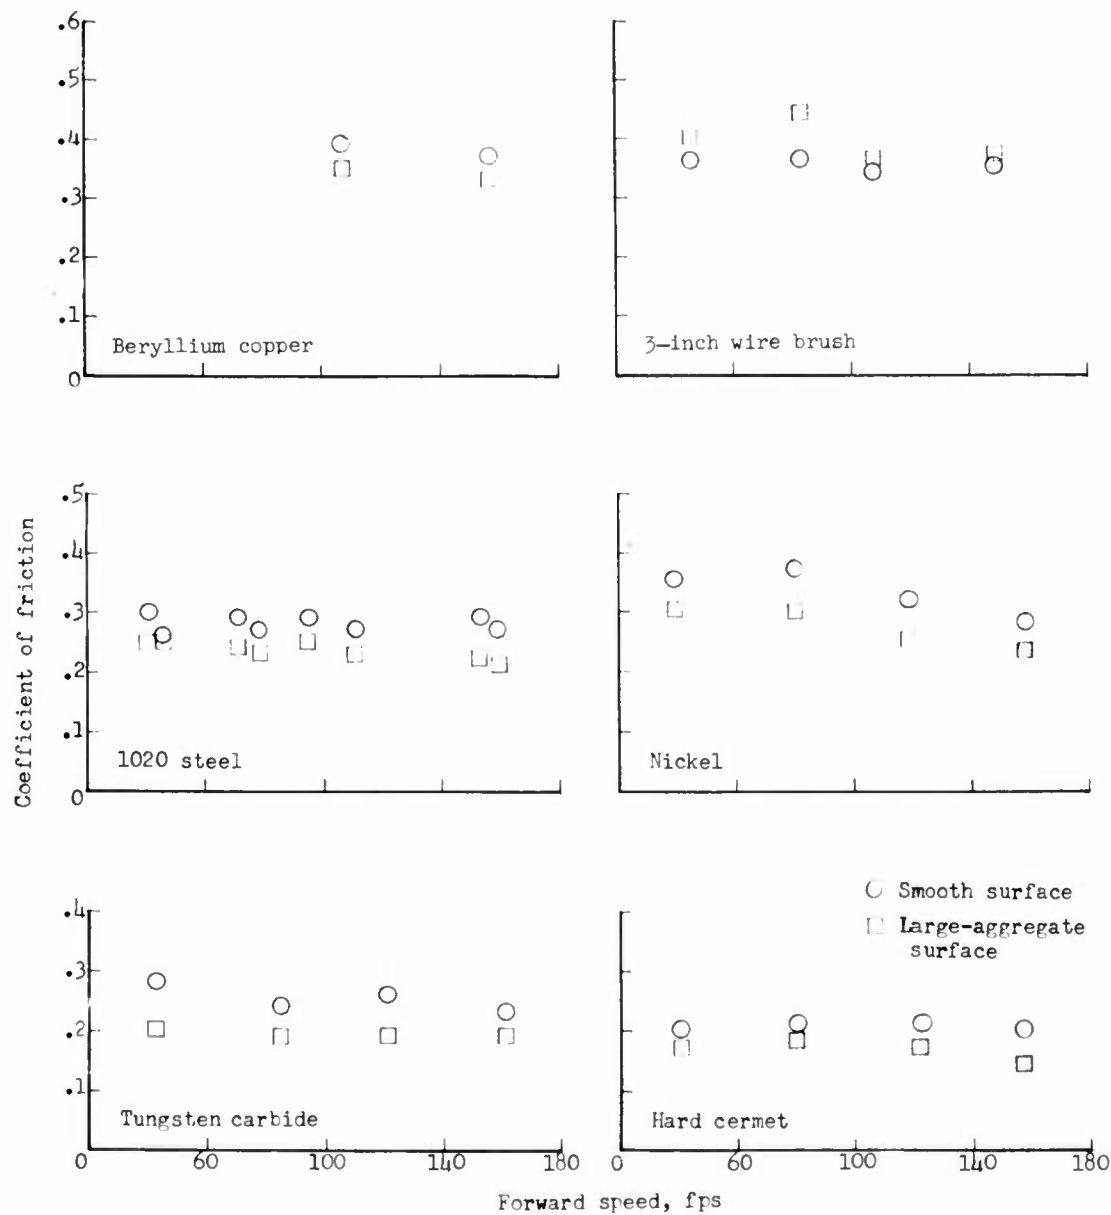 .6
.5
.4
.3
.2
.1
0
Beryllium copper
3-inch wire brush
Coefficient of friction
.5
.4
.3
.2
.1
0
1020 steel
Nickel
Smooth surface
Large-aggregate
surface
.4
.3
.2
.1
Tungsten carbide
Hard cermet
0 60 100 140 180
0 60 100 140 180
Forward speed, fps